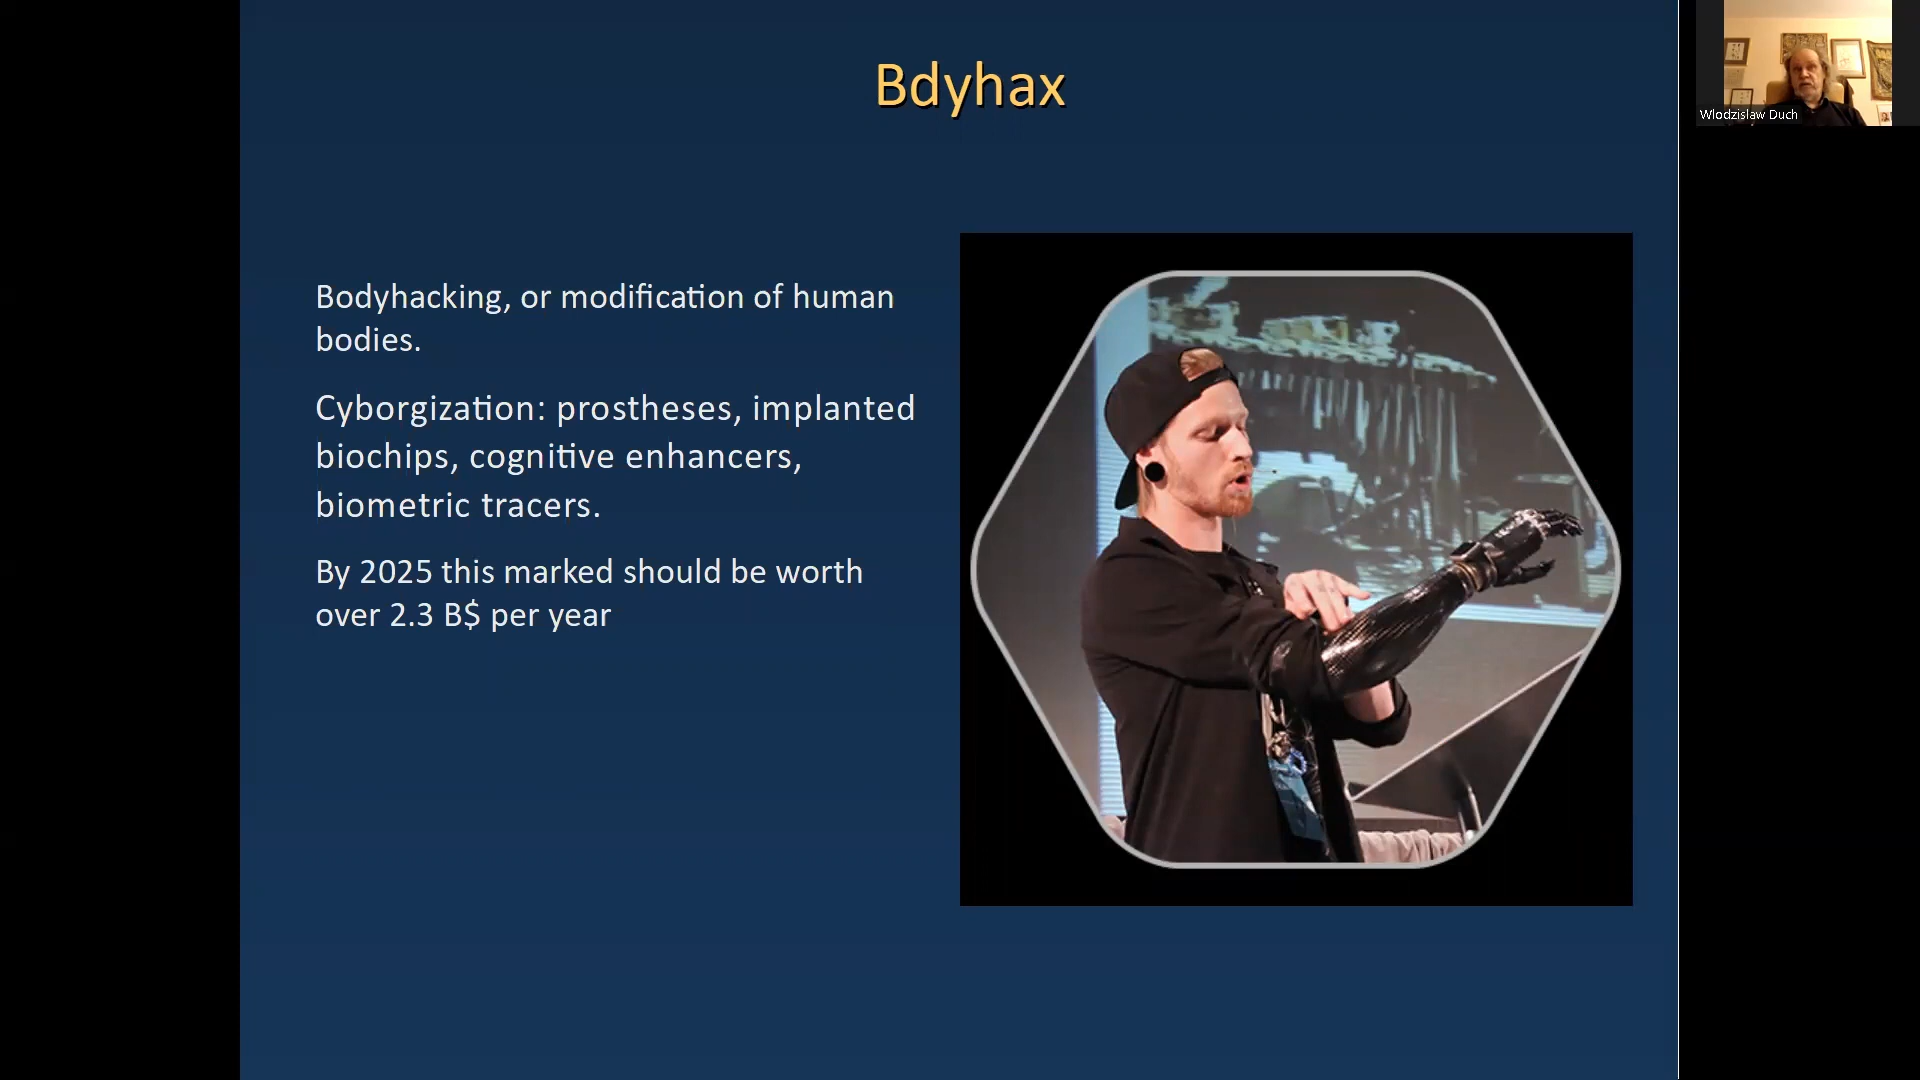 Bdyhax
Wlodzislaw Duch
Bodyhacking, or modification of human
bodies.
Cyborgization: prostheses, implanted
biochips, cognitive enhancers,
biometric tracers.
By 2025 this marked should be worth
over 2.3 B$ per year